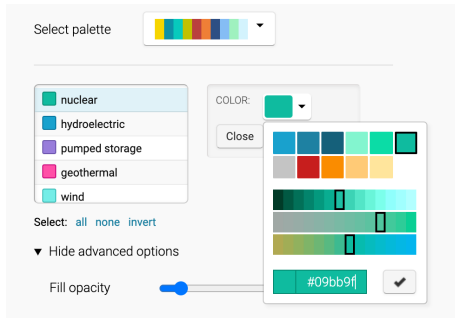 Select palette
nuclear
hydroelectric
pumped storage
geothermal
wind
COLOR:
Close
Select: all none invert
▼ Hide advanced options
Fill opacity
#09bb9f